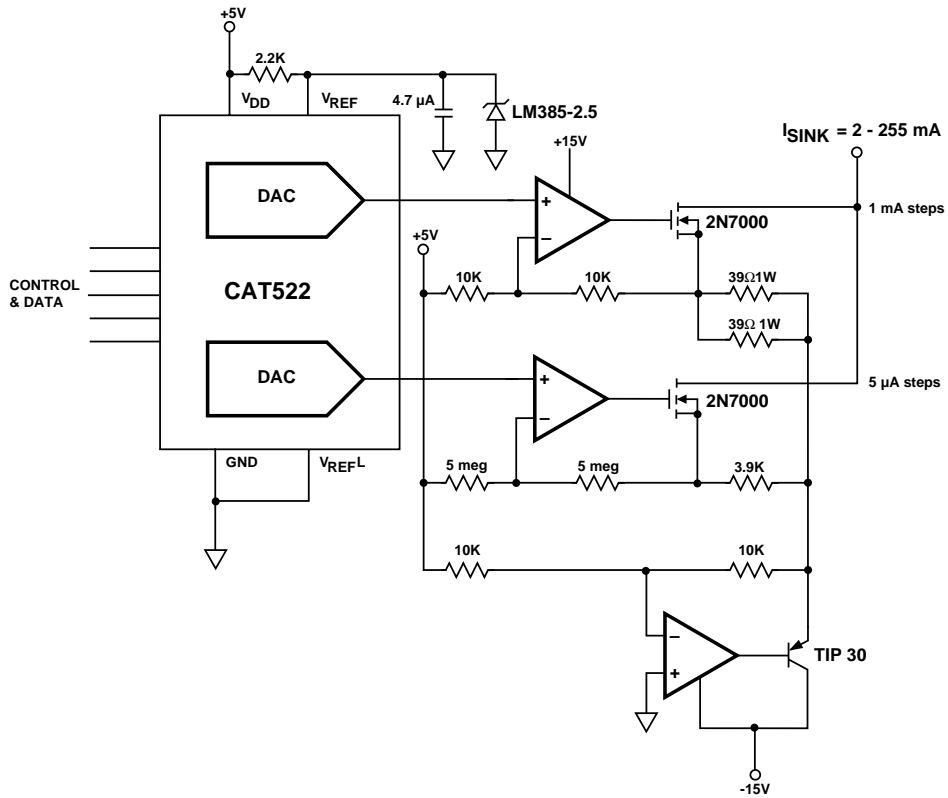 +5V
2.2K
VDD
VREF
4.7 µA
LM385-2.5
+15V
ISINK = 2 - 255 mA
DAC
+
−
2N7000
1 mA steps
+5V
CONTROL
& DATA
CAT522
10K
10K
39Ω1W
39Ω 1W
DAC
+
−
2N7000
5 µA steps
GND
VREFL
5 meg
5 meg
3.9K
10K
10K
−
+
TIP 30
-15V